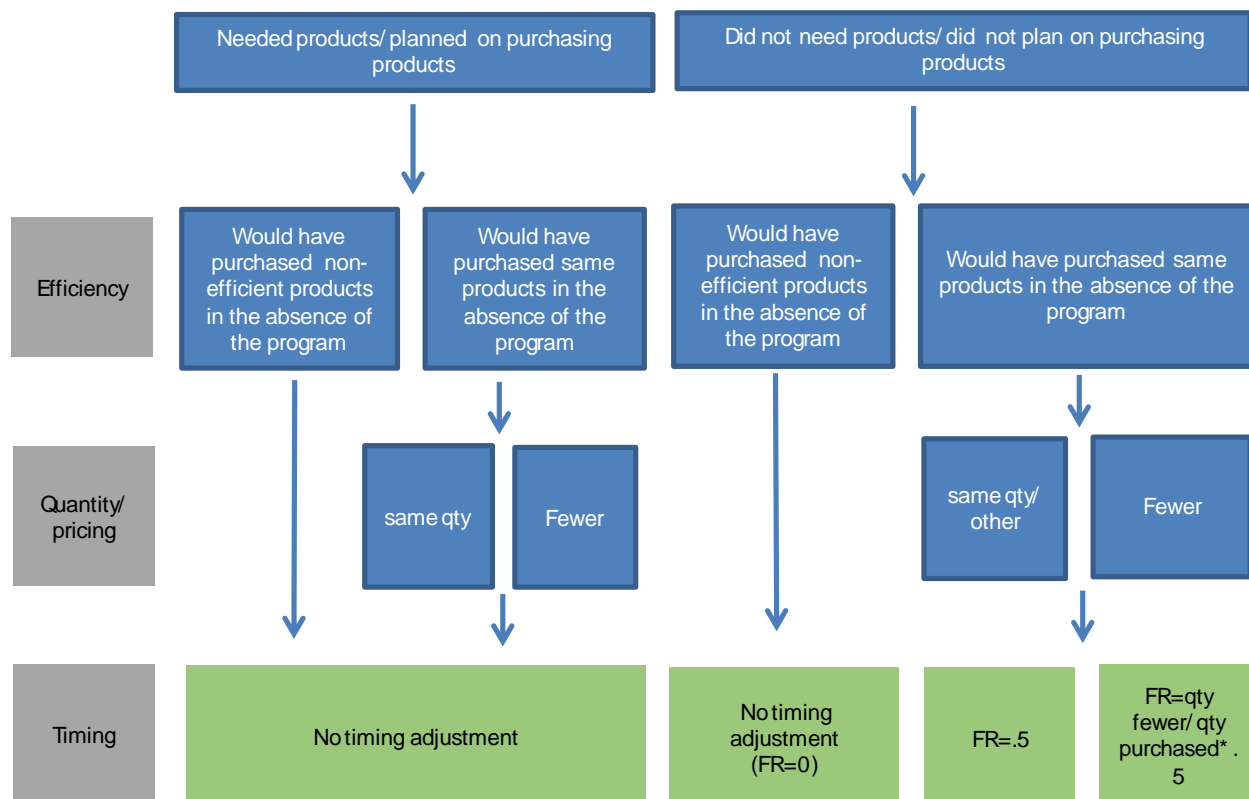 Needed products/ planned on purchasing
products
Did not need products/ did not plan on purchasing
products
Efficiency
Would have
purchased non-
efficient products
in the absence of
the program
Would have
purchased same
products in the
absence of the
program
Would have
purchased non-
efficient products
in the absence of
the program
Would have purchased same
products in the absence of the
program
Quantity/
pricing
same qty
Fewer
same qty/
other
Fewer
Timing
No timing adjustment
No timing
adjustment
(FR=0)
FR=.5
FR=qty
fewer/ qty
purchased* .
5